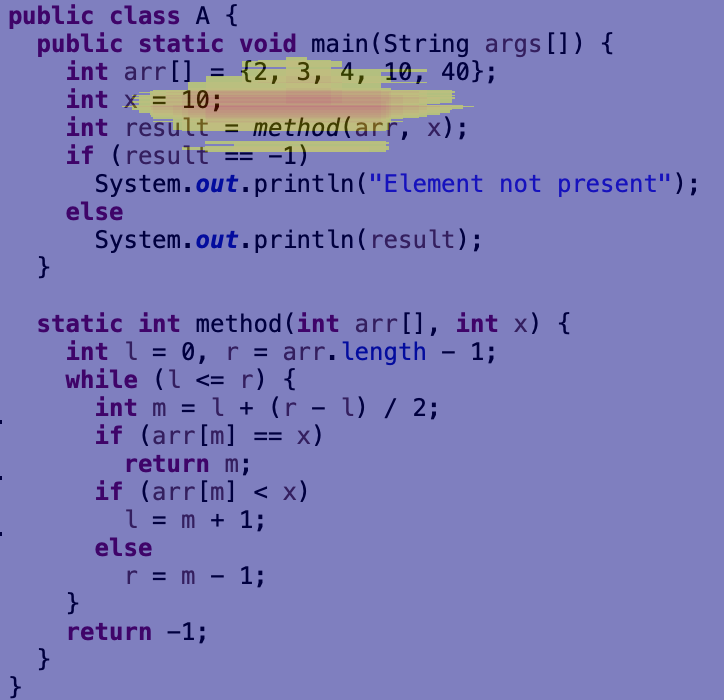 public class A {
  public static void main(String args[]) {
    int arr[] = {2, 3, 4, 10, 40};
    int x = 10;
    int result = method(arr, x);
    if (result == -1)
      System.out.println("Element not present");
    else
      System.out.println(result);
  }

  static int method(int arr[], int x) {
    int l = 0, r = arr.length - 1;
    while (l <= r) {
      int m = l + (r - l) / 2;
      if (arr[m] == x)
        return m;
      if (arr[m] < x)
        l = m + 1;
      else
        r = m - 1;
    }
    return -1;
  }
}